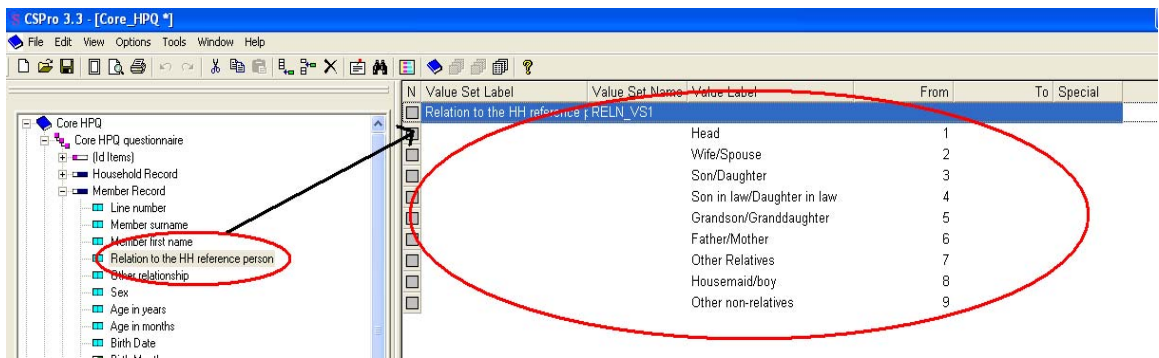 CSPro 3.3 - [Core_HPQ *]
File Edit View Options Tools Window Help
N Value Set Label Value Set Name Value Label From To Special
Relation to the HH reference p RELN_VS1
Head 1
Wife/Spouse 2
Son/Daughter 3
Son in law/Daughter in law 4
Grandson/Granddaughter 5
Father/Mother 6
Other Relatives 7
Housemaid/boy 8
Other non-relatives 9
Core HPQ
Core HPQ questionnaire
(Id Items)
Household Record
Member Record
Line number
Member surname
Member first name
Relation to the HH reference person
Other relationship
Sex
Age in years
Age in months
Birth Date